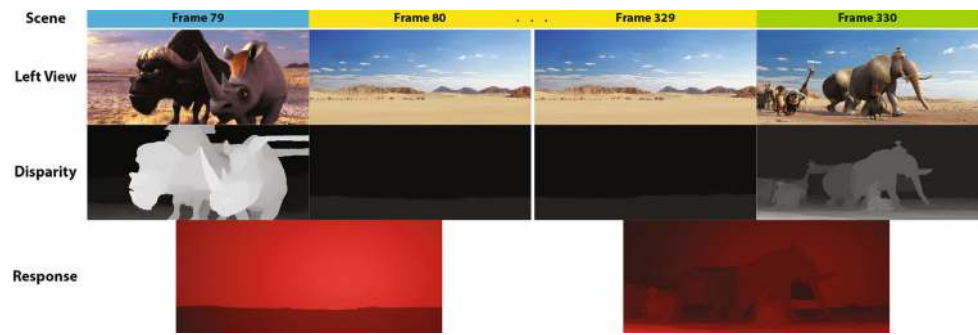 Scene Frame 79 Frame 80 . . . Frame 329 Frame 330
Left View
Disparity
Response